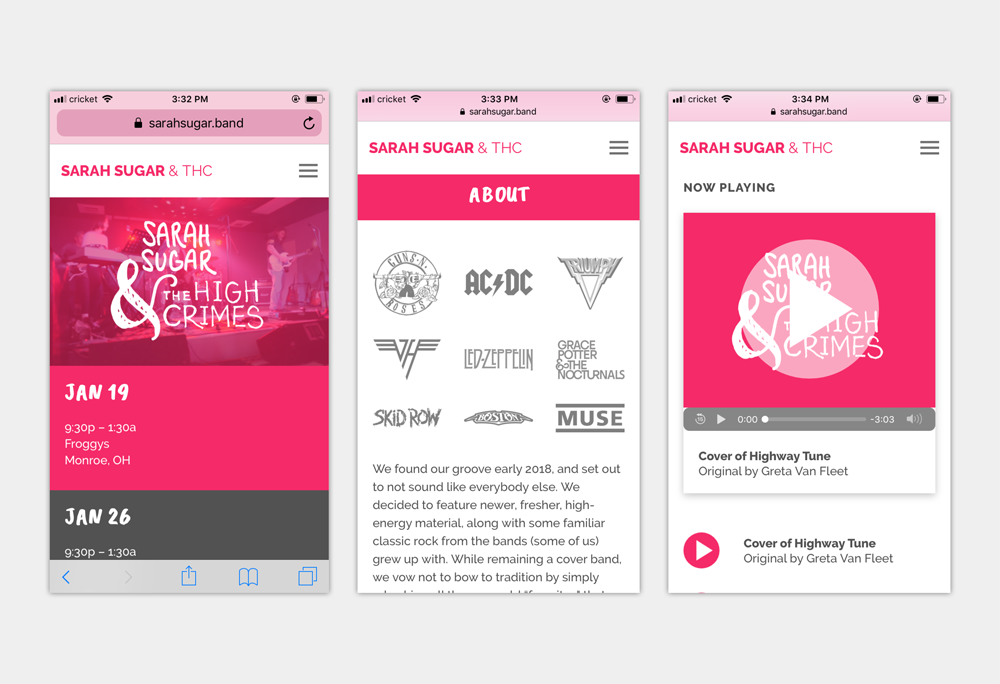 cricket 3:32 PM
sarahsugar.band
SARAH SUGAR & THC
SARAH
SUGAR
& THE HIGH
CRIMES
JAN 19
9:30p – 1:30a
Froggys
Monroe, OH
JAN 26
9:30p – 1:30a
cricket 3:33 PM
sarahsugar.band
SARAH SUGAR & THC
ABOUT
GUNS N' ROSES
AC/DC
TRIUMPH
VH
LED-ZEPPELIN
GRACE
POTTER
& THE
NOCTURNALS
SKID ROW
BOSTON
MUSE
We found our groove early 2018, and set out
to not sound like everybody else. We
decided to feature newer, fresher, high-
energy material, along with some familiar
classic rock from the bands (some of us)
grew up with. While remaining a cover band,
we vow not to bow to tradition by simply
cricket 3:34 PM
sarahsugar.band
SARAH SUGAR & THC
NOW PLAYING
SARAH
SUGAR
& THE HIGH
CRIMES
15
0:00
-3:03
Cover of Highway Tune
Original by Greta Van Fleet
Cover of Highway Tune
Original by Greta Van Fleet